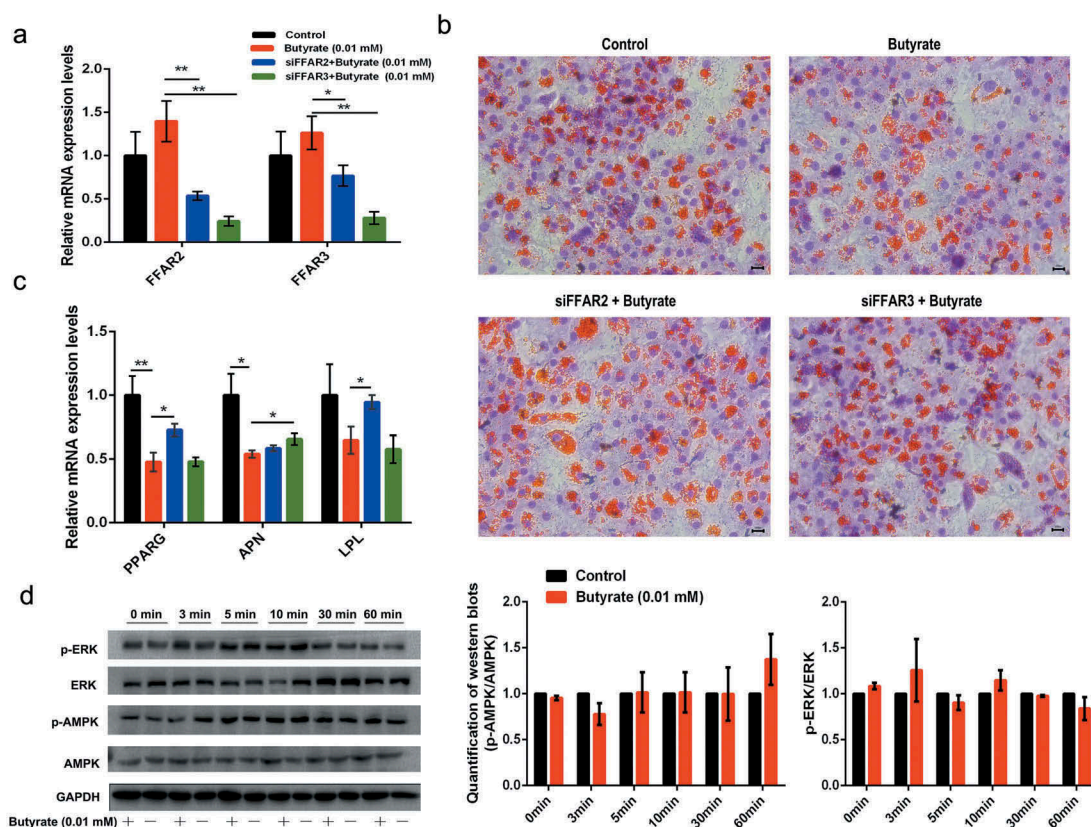 a
Control
Butyrate (0.01 mM)
siFFAR2+Butyrate (0.01 mM)
siFFAR3+Butyrate (0.01 mM)
Relative mRNA expression levels
2.0
1.5
1.0
0.5
0.0
** 
**
*
**
FFAR2
FFAR3
b
Control
Butyrate
siFFAR2 + Butyrate
siFFAR3 + Butyrate
c
Relative mRNA expression levels
1.5
1.0
0.5
0.0
**
*
*
*
*
PPARG
APN
LPL
d
0 min 3 min 5 min 10 min 30 min 60 min
p-ERK
ERK
p-AMPK
AMPK
GAPDH
Butyrate (0.01 mM) + − + − + − + − + − + −
Control
Butyrate (0.01 mM)
Quantification of western blots
(p-AMPK/AMPK)
2.0
1.5
1.0
0.5
0.0
0min 3min 5min 10min 30min 60min
p-ERK/ERK
2.0
1.5
1.0
0.5
0.0
0min 3min 5min 10min 30min 60min